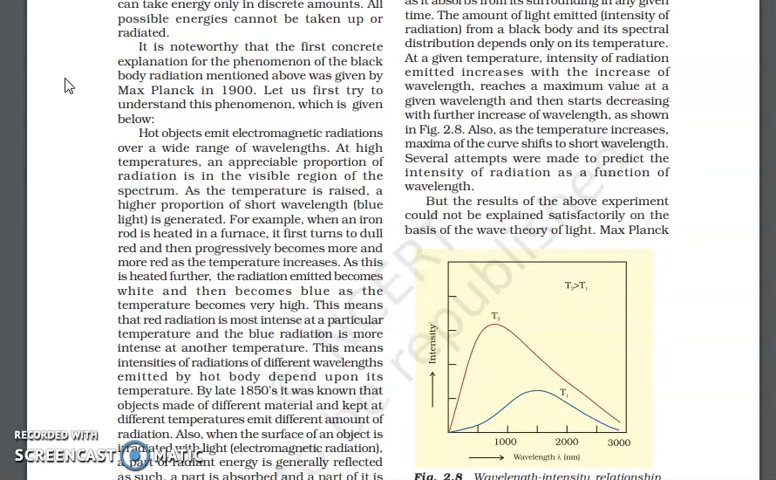 can take energy only in discrete amounts. All
possible energies cannot be taken up or
radiated.
It is noteworthy that the first concrete
explanation for the phenomenon of the black
body radiation mentioned above was given by
Max Planck in 1900. Let us first try to
understand this phenomenon, which is given
below:
Hot objects emit electromagnetic radiations
over a wide range of wavelengths. At high
temperatures, an appreciable proportion of
radiation is in the visible region of the
spectrum. As the temperature is raised, a
higher proportion of short wavelength (blue
light) is generated. For example, when an iron
rod is heated in a furnace, it first turns to dull
red and then progressively becomes more and
more red as the temperature increases. As this
is heated further, the radiation emitted becomes
white and then becomes blue as the
temperature becomes very high. This means
that red radiation is most intense at a particular
temperature and the blue radiation is more
intense at another temperature. This means
intensities of radiations of different wavelengths
emitted by hot body depend upon its
temperature. By late 1850's it was known that
objects made of different material and kept at
different temperatures emit different amount of
radiation. Also, when the surface of an object is
irradiated with light (electromagnetic radiation),
a part of radiant energy is generally reflected
as such, a part is absorbed and a part of it is
as it absorbs from its surrounding in any given
time. The amount of light emitted (intensity of
radiation) from a black body and its spectral
distribution depends only on its temperature.
At a given temperature, intensity of radiation
emitted increases with the increase of
wavelength, reaches a maximum value at a
given wavelength and then starts decreasing
with further increase of wavelength, as shown
in Fig. 2.8. Also, as the temperature increases,
maxima of the curve shifts to short wavelength.
Several attempts were made to predict the
intensity of radiation as a function of
wavelength.
But the results of the above experiment
could not be explained satisfactorily on the
basis of the wave theory of light. Max Planck
T₂>T₁
T₂
T₁
Intensity
1000 2000 3000
Wavelength λ (nm)
Fig. 2.8 Wavelength-intensity relationship
RECORDED WITH
SCREENCAST MATIC
© NCERT
be republished